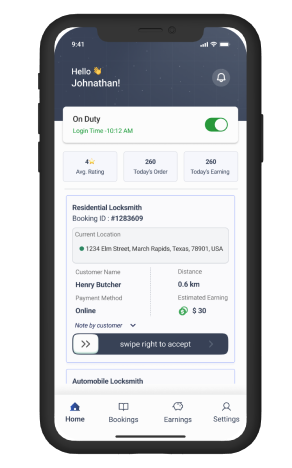 9:41
Hello 👋
Johnathan!
On Duty
Login Time -10:12 AM
4⭐ 260 260
Avg. Rating Today's Order Today's Earning
Residential Locksmith
Booking ID : #1283609
Current Location
1234 Elm Street, March Rapids, Texas, 78901, USA
Customer Name Distance
Henry Butcher 0.6 km
Payment Method Estimated Earning
Online $ 30
Note by customer
swipe right to accept
Automobile Locksmith
Home Bookings Earnings Settings